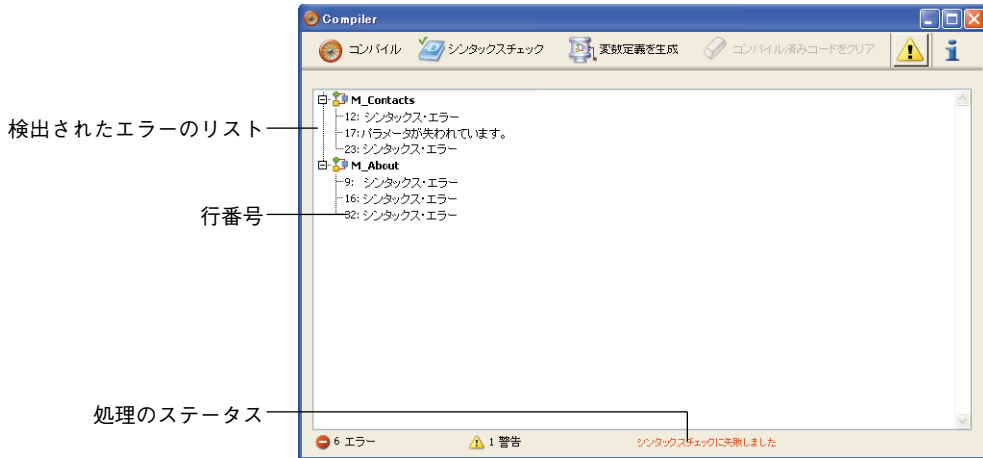 Compiler
コンパイル シンタックスチェック 変数定義を生成 コンパイル済みコードをクリア
M_Contacts
12: シンタックス・エラー
検出されたエラーのリスト
17: パラメータが失われています。
23: シンタックス・エラー
M_About
9: シンタックス・エラー
16: シンタックス・エラー
行番号
32: シンタックス・エラー
処理のステータス
6 エラー 1 警告 シンタックスチェックに失敗しました